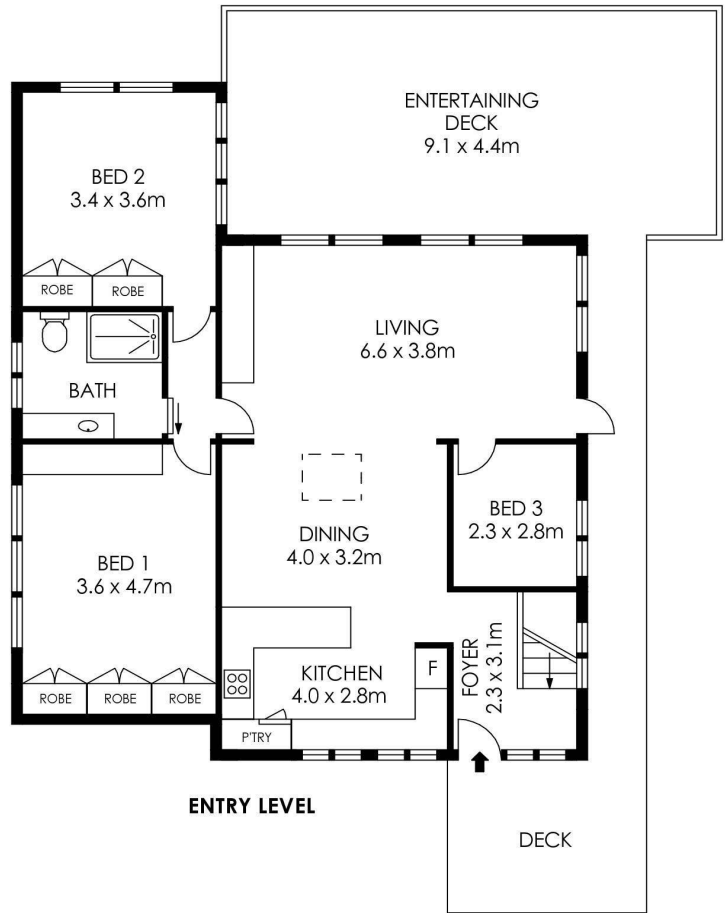 ENTERTAINING
DECK
9.1 x 4.4m
BED 2
3.4 x 3.6m
ROBE
ROBE
LIVING
6.6 x 3.8m
BATH
BED 3
2.3 x 2.8m
DINING
4.0 x 3.2m
BED 1
3.6 x 4.7m
FOYER
2.3 x 3.1m
KITCHEN
4.0 x 2.8m
F
ROBE
ROBE
ROBE
P'TRY
ENTRY LEVEL
DECK